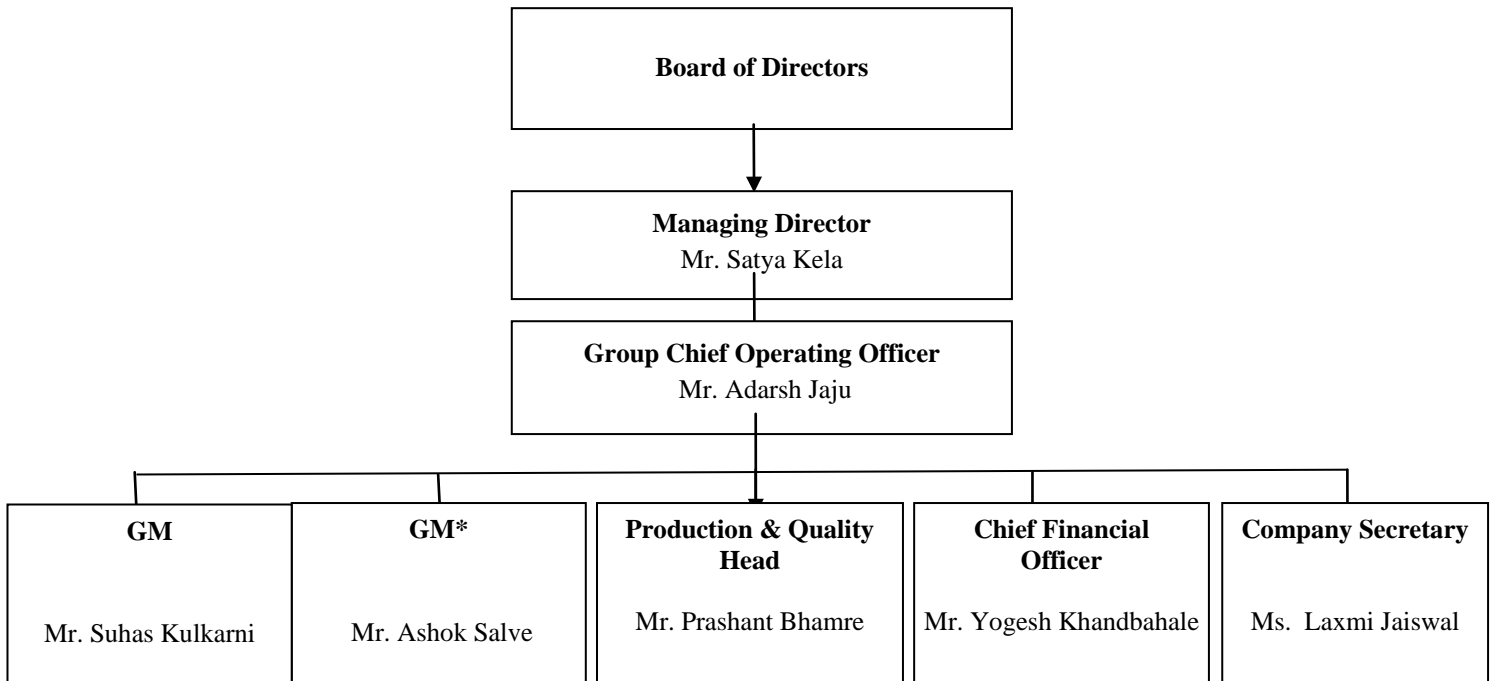 Board of Directors
Managing Director
Mr. Satya Kela
Group Chief Operating Officer
Mr. Adarsh Jaju
GM
Mr. Suhas Kulkarni
GM*
Mr. Ashok Salve
Production & Quality
Head
Mr. Prashant Bhamre
Chief Financial
Officer
Mr. Yogesh Khandbahale
Company Secretary
Ms. Laxmi Jaiswal